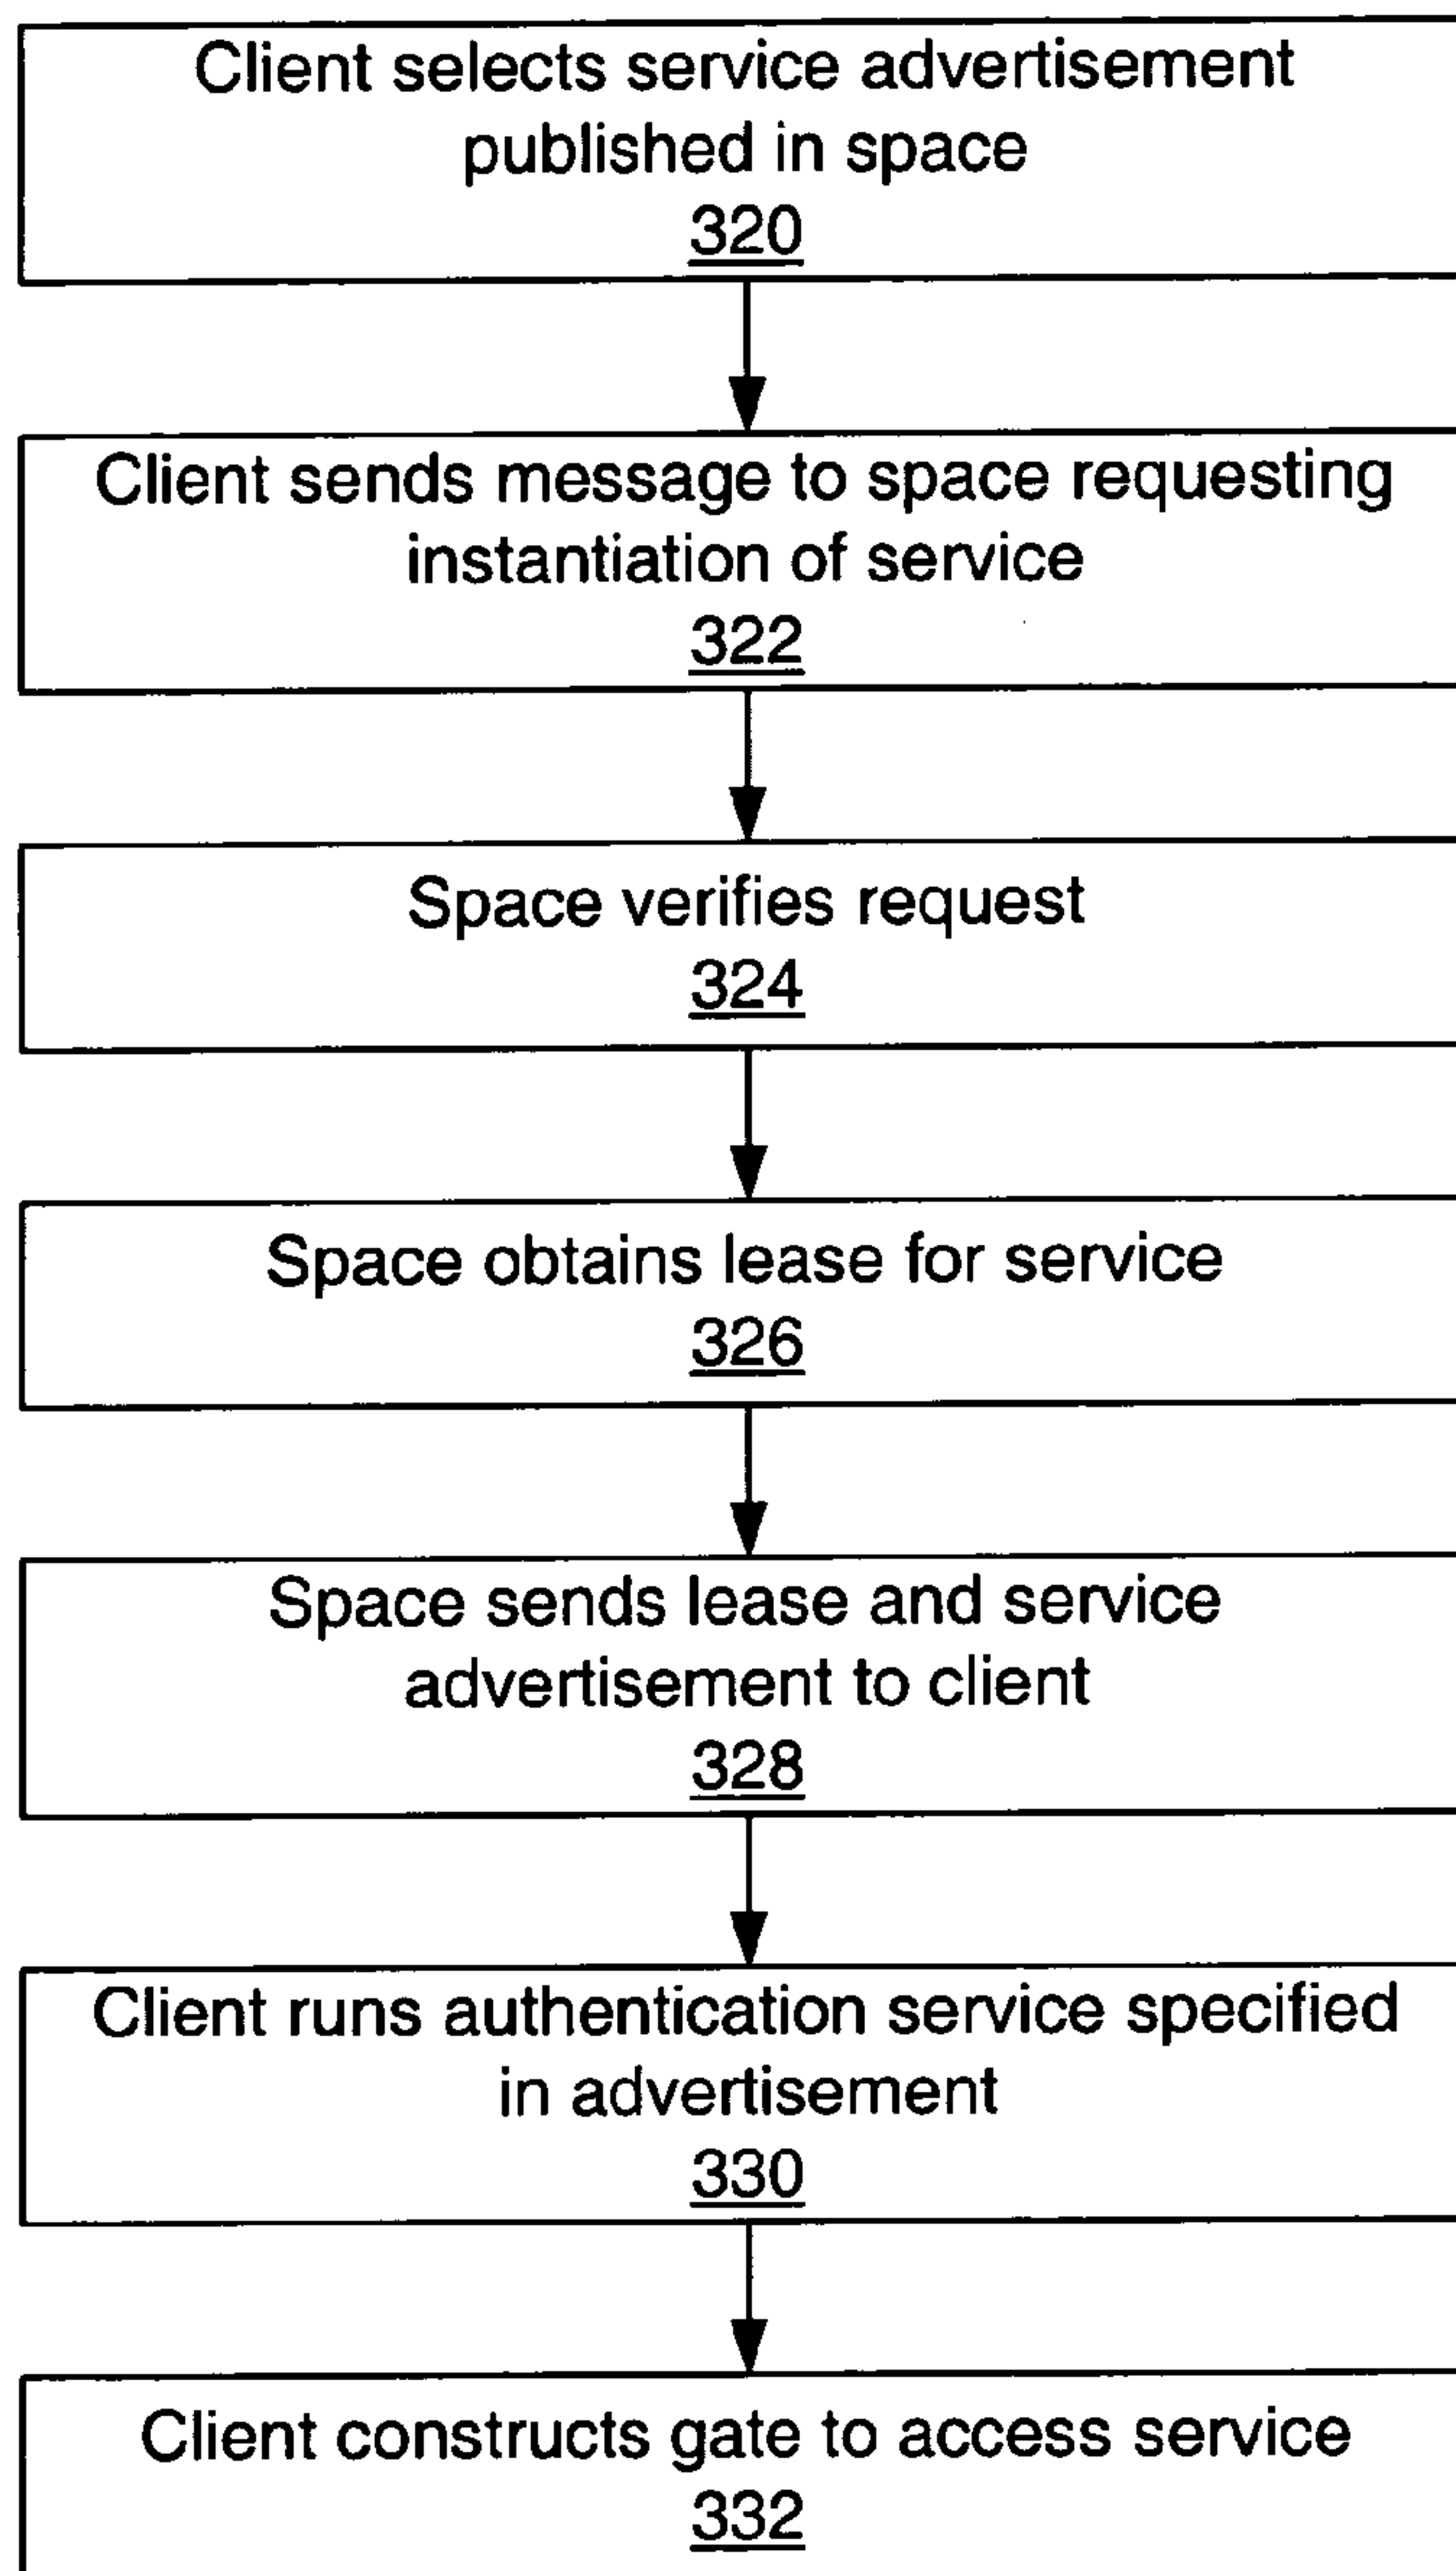 Client selects service advertisement
published in space
320
Client sends message to space requesting
instantiation of service
322
Space verifies request
324
Space obtains lease for service
326
Space sends lease and service
advertisement to client
328
Client runs authentication service specified
in advertisement
330
Client constructs gate to access service
332